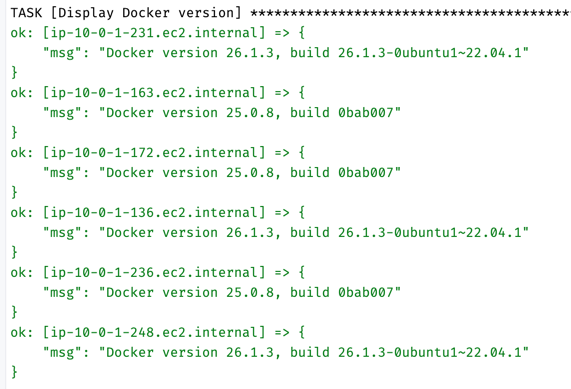 TASK [Display Docker version] ****************************************
ok: [ip-10-0-1-231.ec2.internal] => {
    "msg": "Docker version 26.1.3, build 26.1.3-0ubuntu1~22.04.1"
}
ok: [ip-10-0-1-163.ec2.internal] => {
    "msg": "Docker version 25.0.8, build 0bab007"
}
ok: [ip-10-0-1-172.ec2.internal] => {
    "msg": "Docker version 25.0.8, build 0bab007"
}
ok: [ip-10-0-1-136.ec2.internal] => {
    "msg": "Docker version 26.1.3, build 26.1.3-0ubuntu1~22.04.1"
}
ok: [ip-10-0-1-236.ec2.internal] => {
    "msg": "Docker version 25.0.8, build 0bab007"
}
ok: [ip-10-0-1-248.ec2.internal] => {
    "msg": "Docker version 26.1.3, build 26.1.3-0ubuntu1~22.04.1"
}